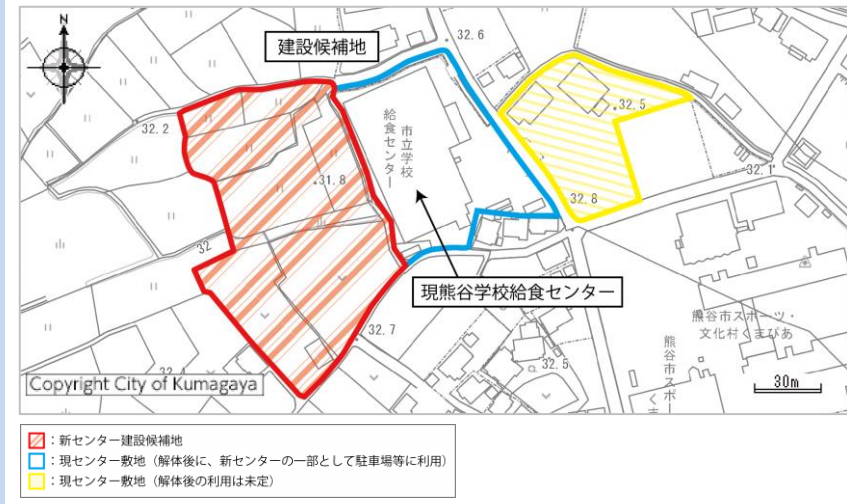 N
建設候補地
32.6
32.5
32.2
市立学校
給食センター
31.8
32.1
32.8
32
現熊谷学校給食センター
32.7
熊谷市スポーツ・
文化村くまぴあ
32.4
32.5
熊谷市スポー
くま
Copyright City of Kumagaya
30m
：新センター建設候補地
：現センター敷地（解体後に、新センターの一部として駐車場等に利用）
：現センター敷地（解体後の利用は未定）